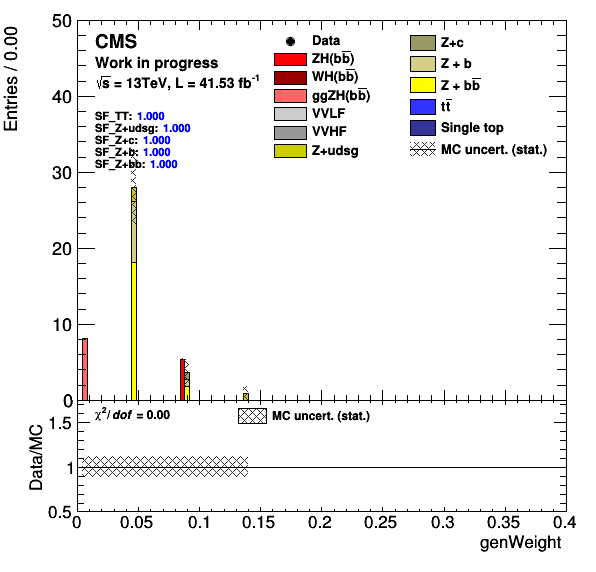 50
40
30
20
10
0
Entries / 0.00
CMS
Work in progress
√s = 13TeV, L = 41.53 fb⁻¹
SF_TT: 1.000
SF_Z+udsg: 1.000
SF_Z+c: 1.000
SF_Z+b: 1.000
SF_Z+bb: 1.000
Data
ZH(bb̅)
WH(bb̅)
ggZH(bb̅)
VVLF
VVHF
Z+udsg
Z+c
Z + b
Z + bb̅
tt̅
Single top
MC uncert. (stat.)
χ²/dof = 0.00
MC uncert. (stat.)
Data/MC
1.5
1
0.5
0 0.05 0.1 0.15 0.2 0.25 0.3 0.35 0.4
genWeight